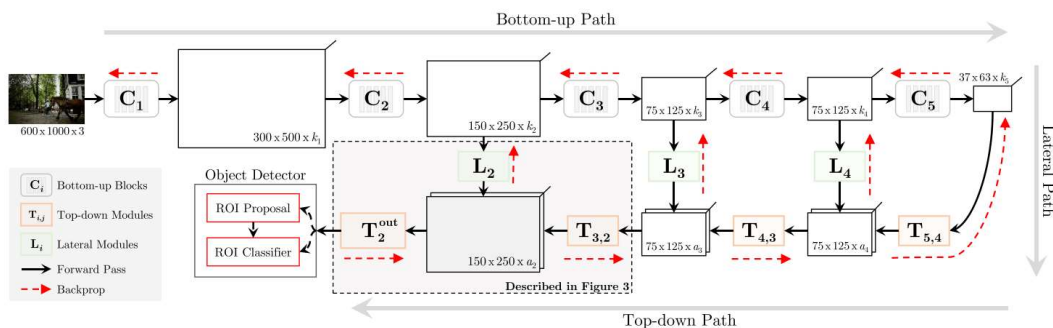 Bottom-up Path
C1
C2
C3
C4
C5
37 x 63 x k5
600 x 1000 x 3
300 x 500 x k1
150 x 250 x k2
75 x 125 x k3
75 x 125 x k4
Lateral Path
L2
L3
L4
Object Detector
ROI Proposal
ROI Classifier
T2out
T3,2
T4,3
T5,4
150 x 250 x a2
75 x 125 x a3
75 x 125 x a4
Described in Figure 3
Top-down Path
Ci Bottom-up Blocks
Ti,j Top-down Modules
Li Lateral Modules
Forward Pass
Backprop